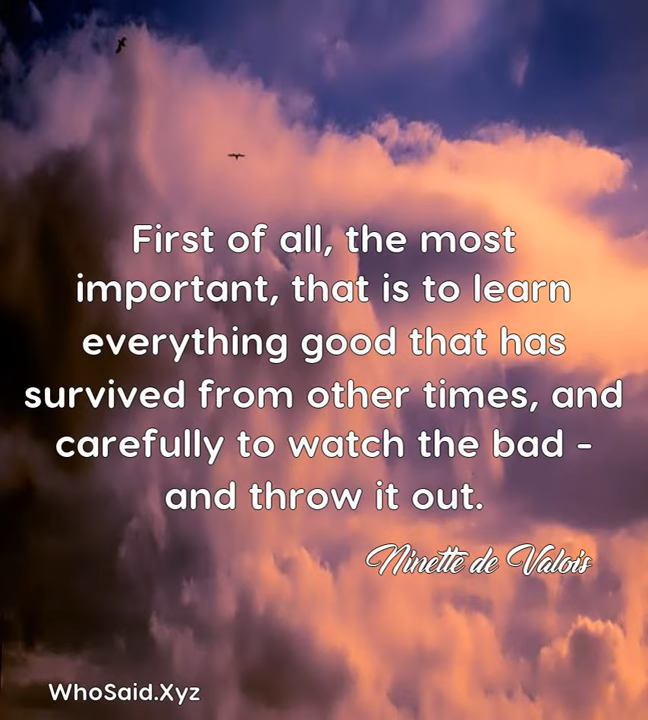 First of all, the most
important, that is to learn
everything good that has
survived from other times, and
carefully to watch the bad -
and throw it out.
Ninette de Valois
WhoSaid.Xyz